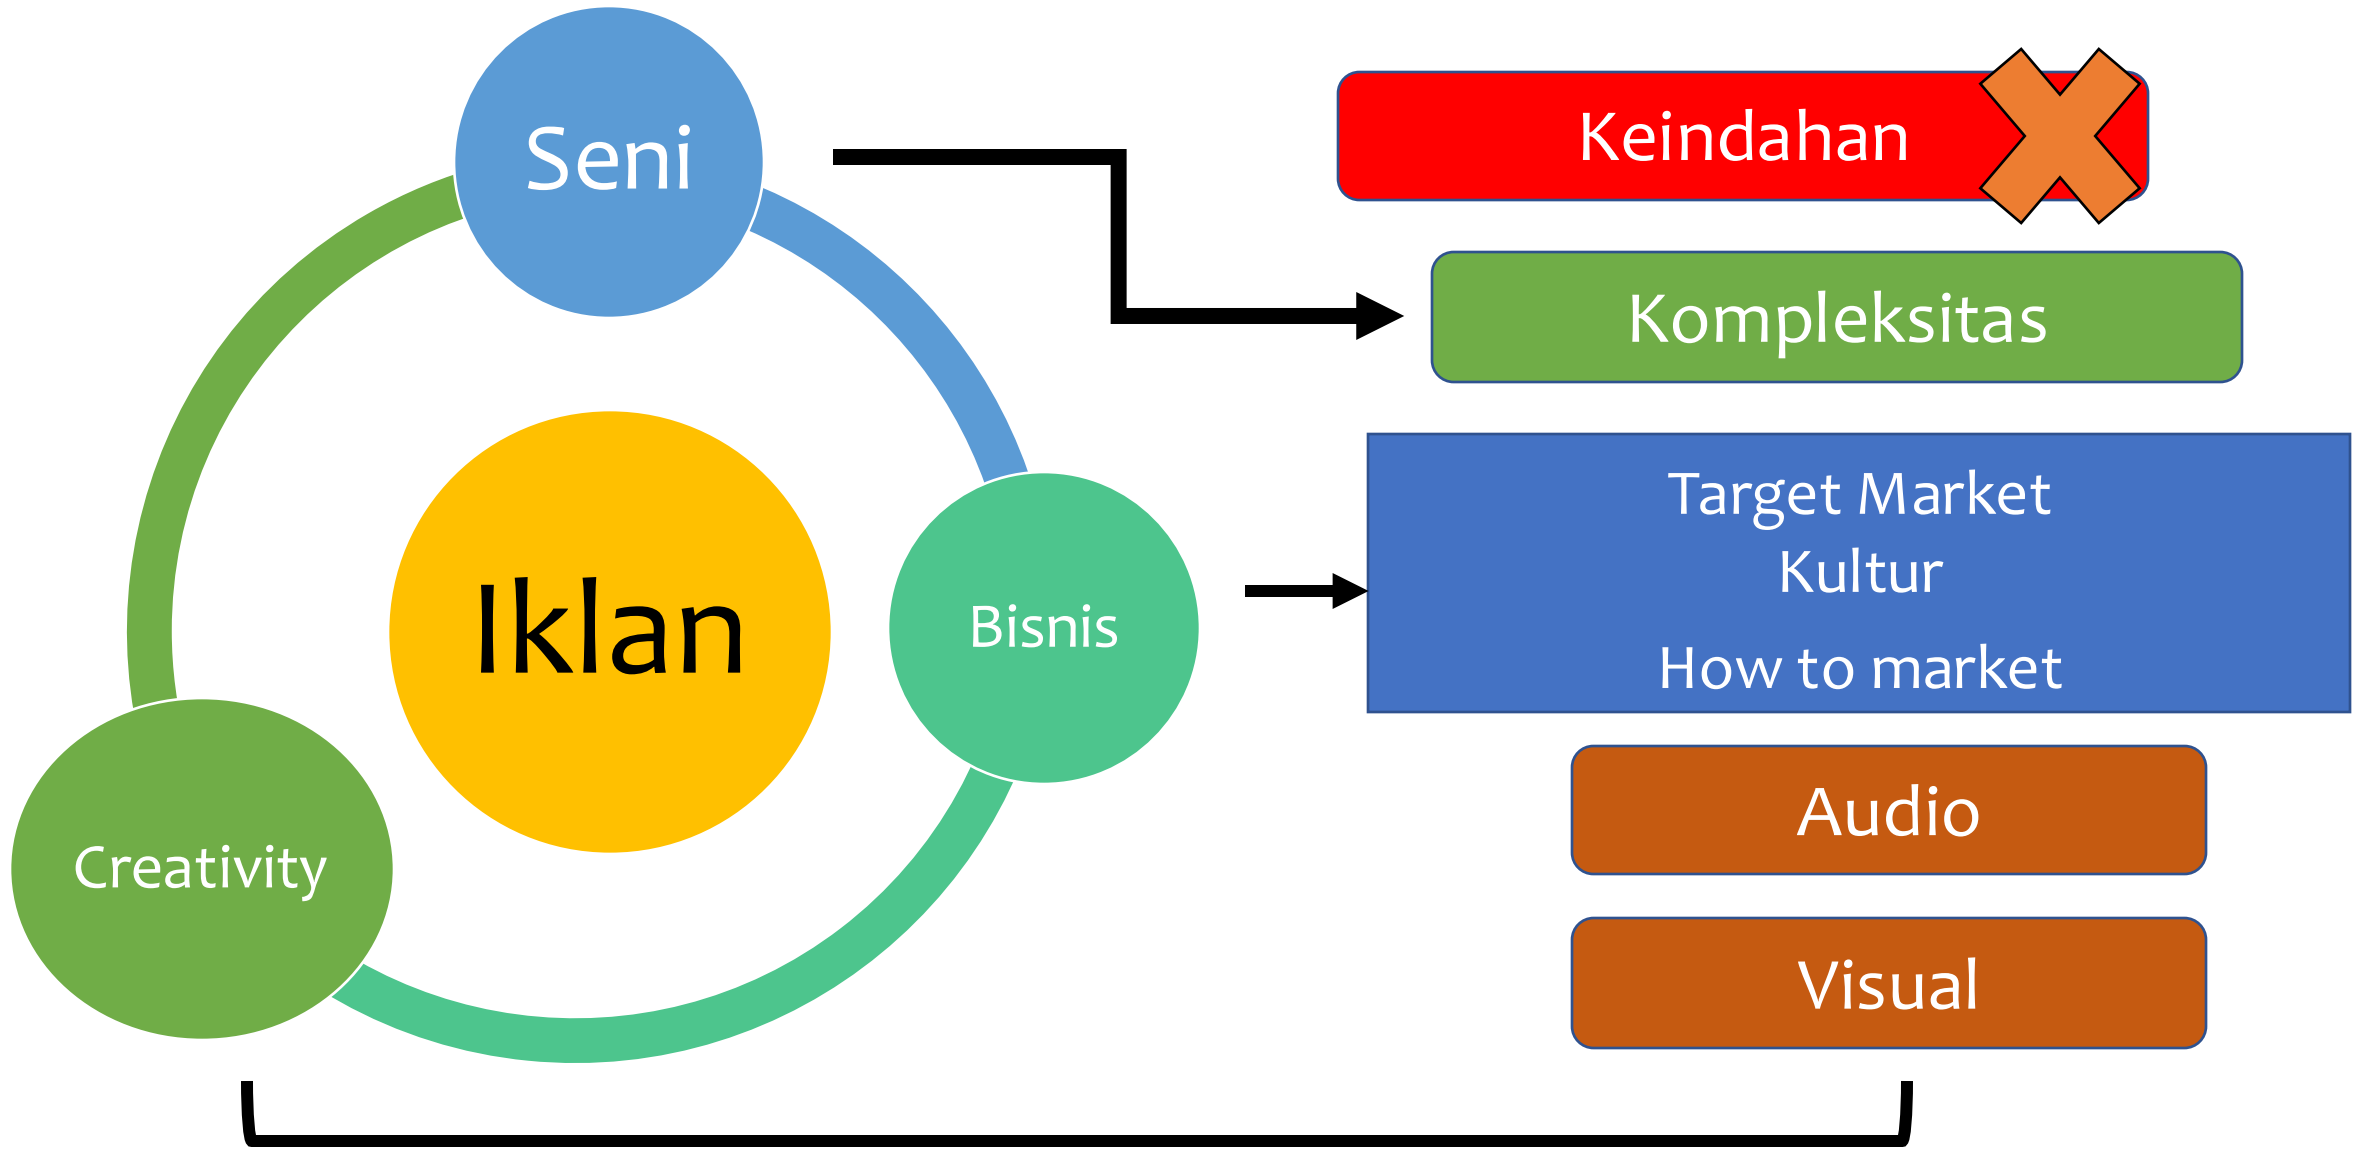 Seni
Iklan
Bisnis
Creativity
Keindahan
Kompleksitas
Target Market
Kultur
How to market
Audio
Visual